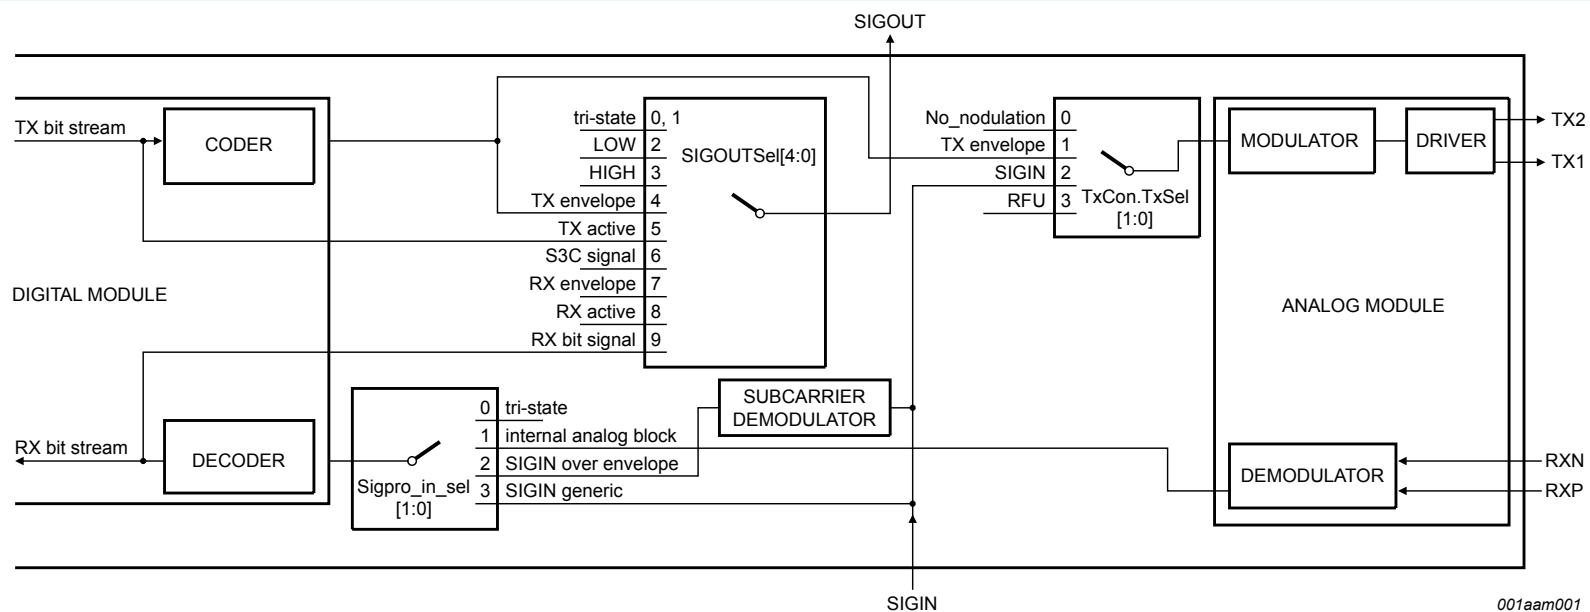 SIGOUT
TX bit stream
CODER
tri-state 0, 1
LOW 2
HIGH 3
TX envelope 4
TX active 5
S3C signal 6
RX envelope 7
RX active 8
RX bit signal 9
SIGOUTSel[4:0]
No_nodulation 0
TX envelope 1
SIGIN 2
RFU 3
TxCon.TxSel
[1:0]
MODULATOR
DRIVER
TX2
TX1
DIGITAL MODULE
ANALOG MODULE
RX bit stream
DECODER
Sigpro_in_sel
[1:0]
0 tri-state
1 internal analog block
2 SIGIN over envelope
3 SIGIN generic
SUBCARRIER
DEMODULATOR
DEMODULATOR
RXN
RXP
SIGIN
001aam001